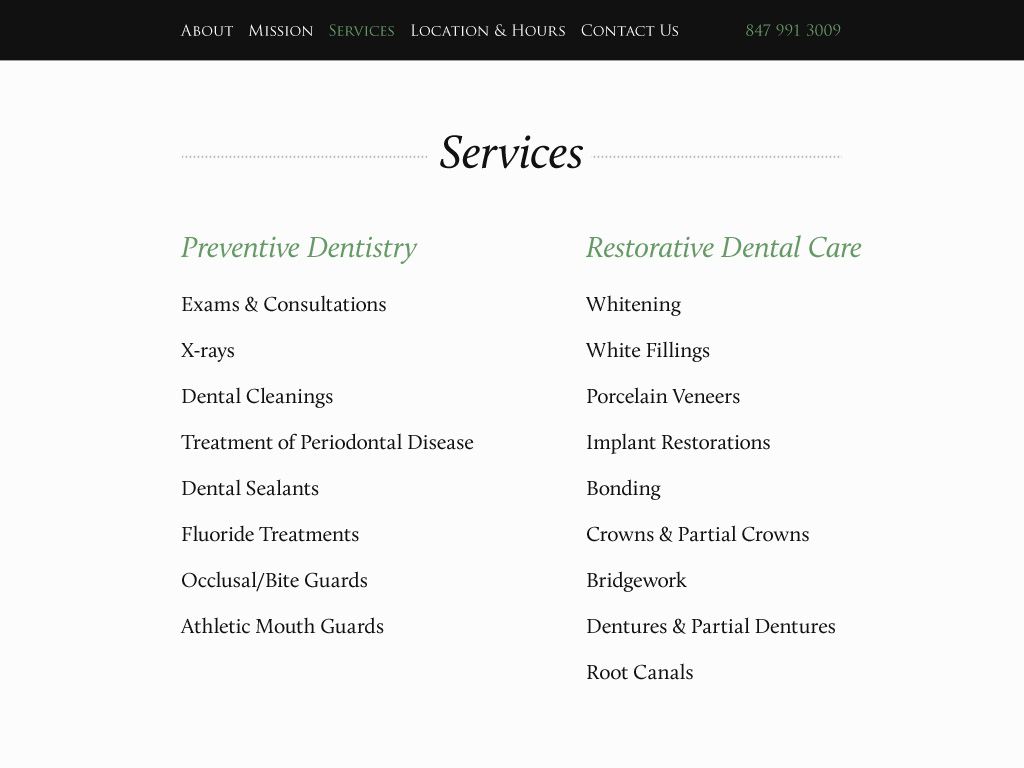 About Mission Services Location & Hours Contact Us 847 991 3009
Services
Preventive Dentistry
Exams & Consultations
X-rays
Dental Cleanings
Treatment of Periodontal Disease
Dental Sealants
Fluoride Treatments
Occlusal/Bite Guards
Athletic Mouth Guards
Restorative Dental Care
Whitening
White Fillings
Porcelain Veneers
Implant Restorations
Bonding
Crowns & Partial Crowns
Bridgework
Dentures & Partial Dentures
Root Canals